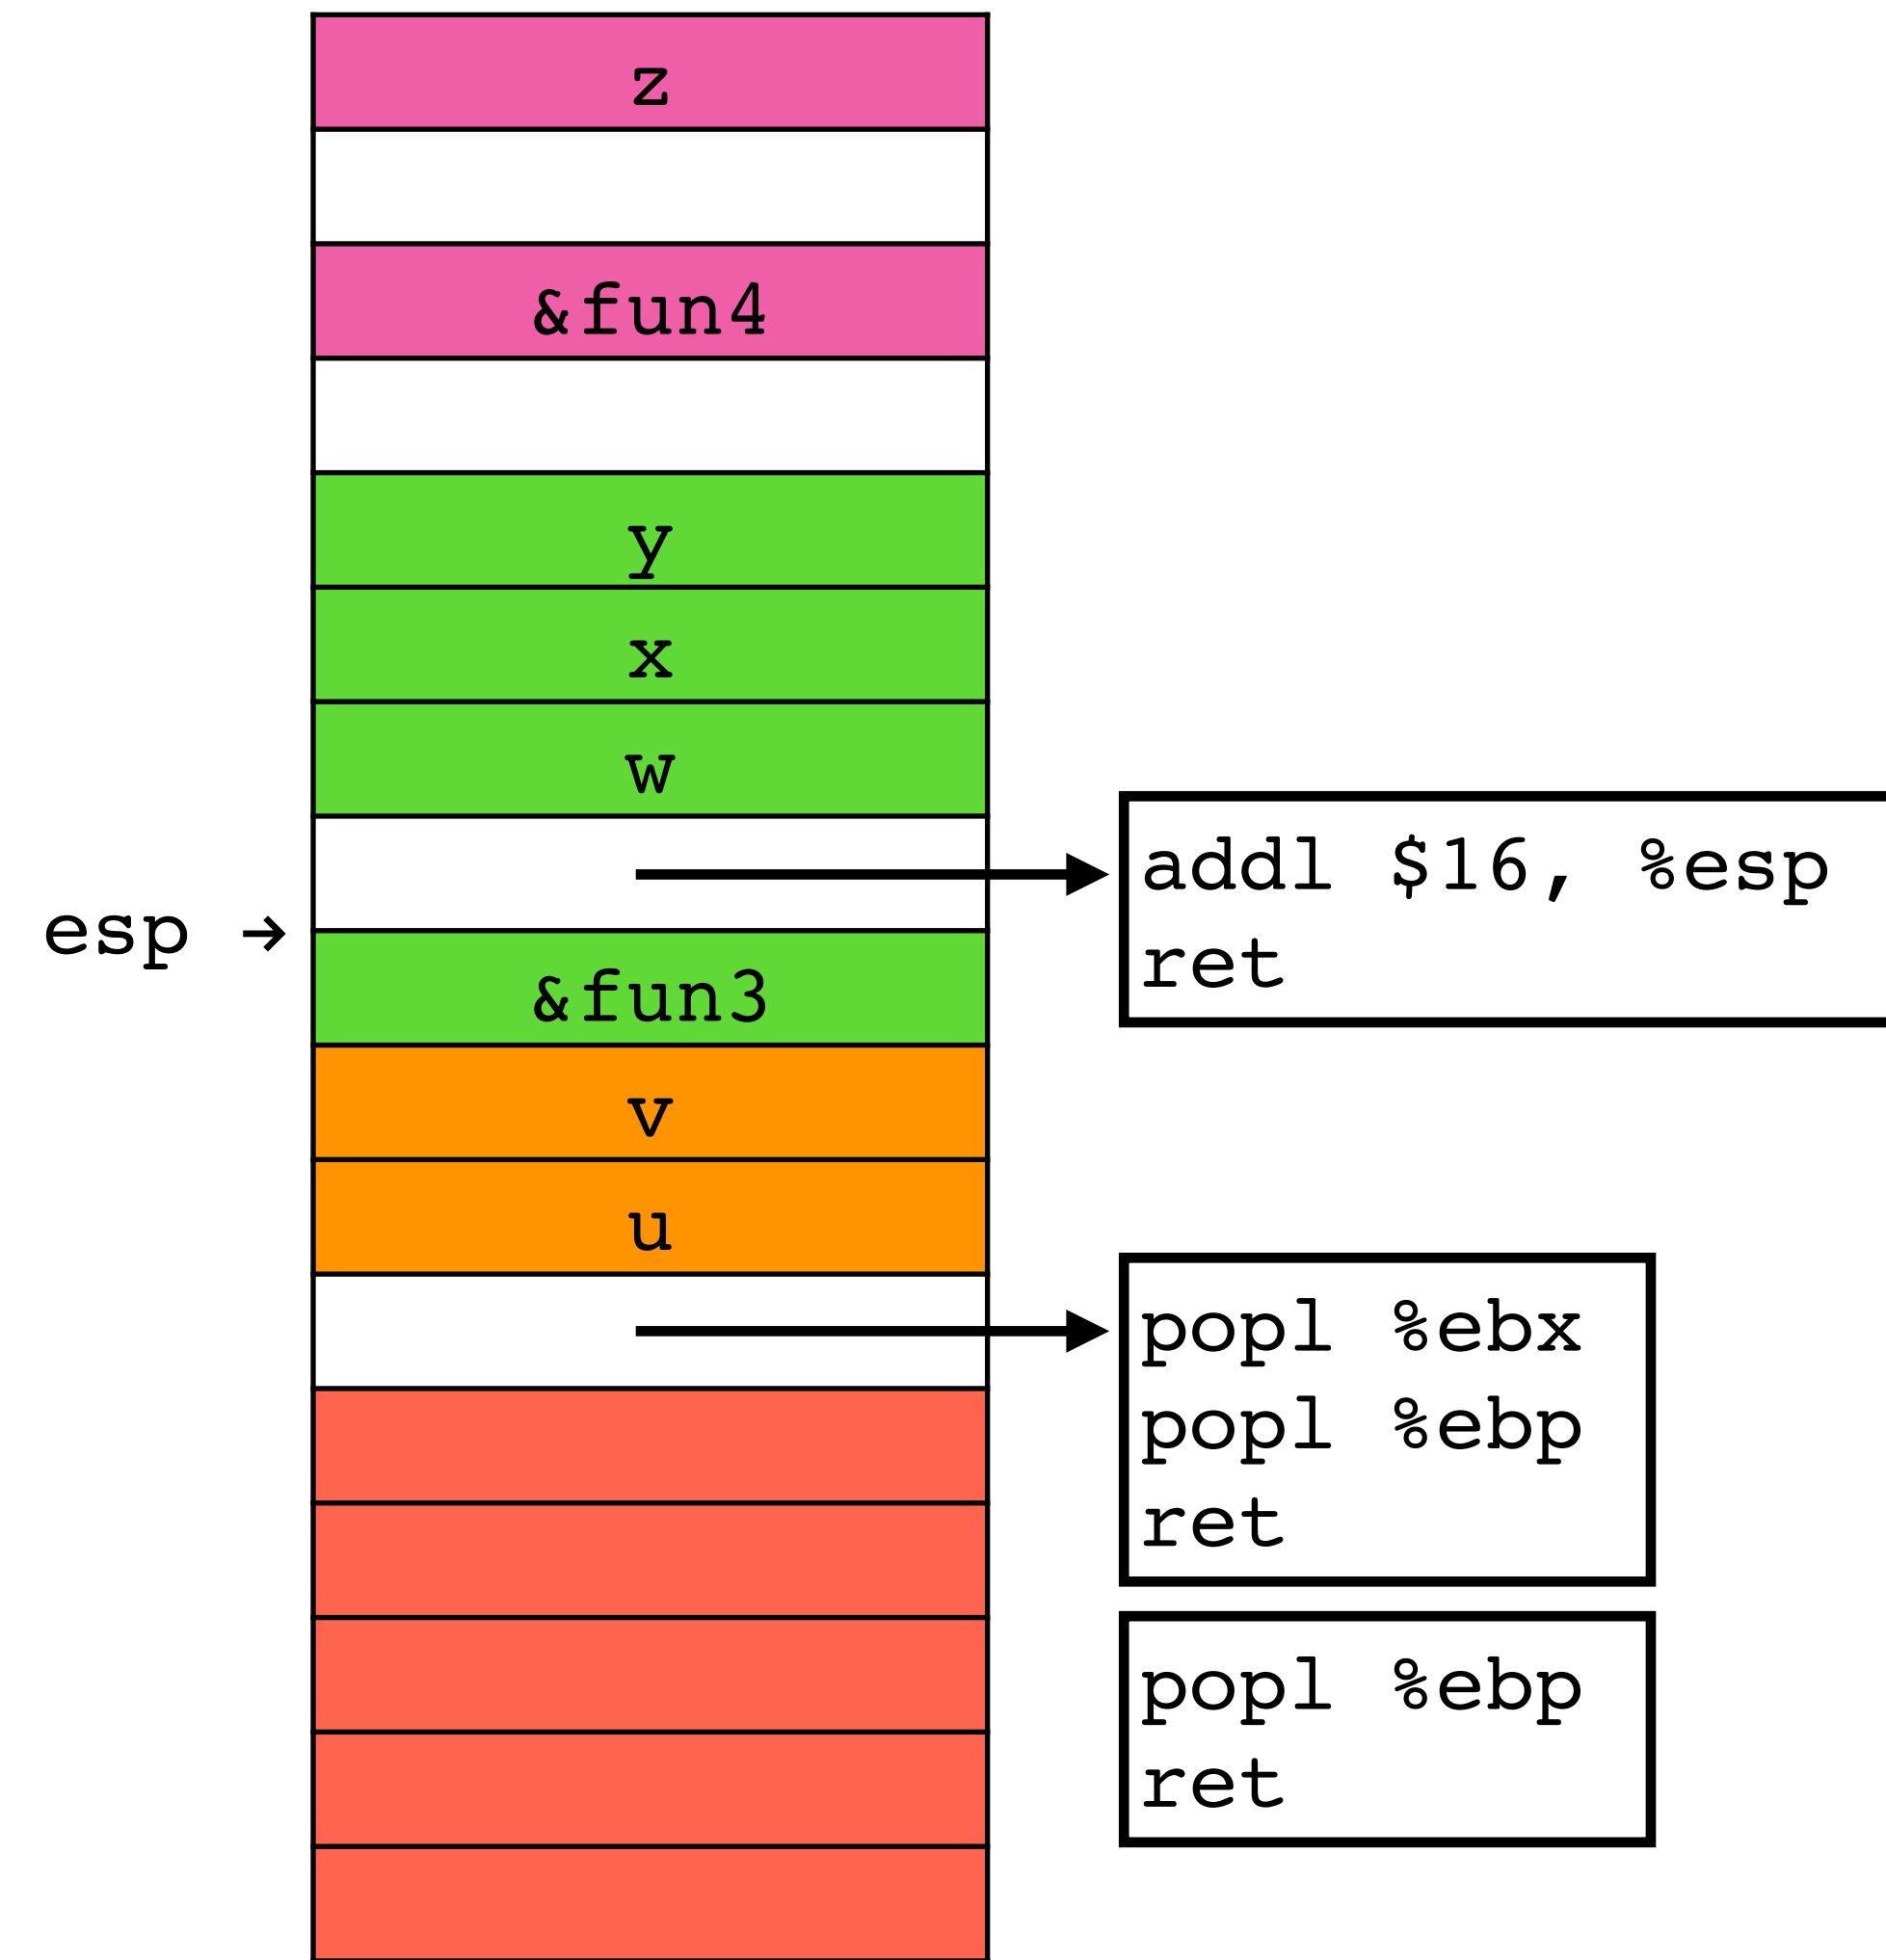 z
&fun4
y
x
w
addl $16, %esp
ret
esp →
&fun3
v
u
popl %ebx
popl %ebp
ret
popl %ebp
ret